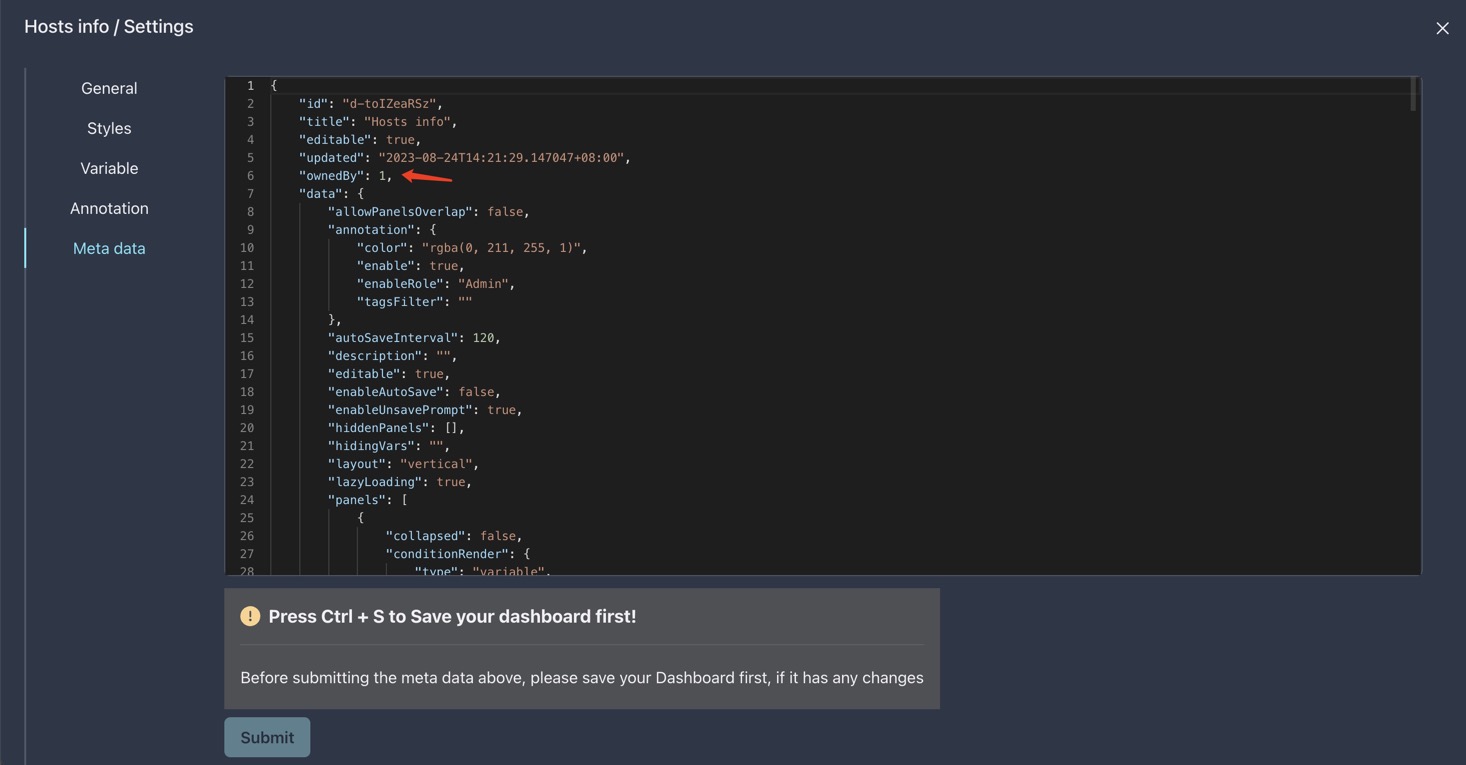 Hosts info / Settings
General
Styles
Variable
Annotation
Meta data
1 {
2 "id": "d-toIZeaRSz",
3 "title": "Hosts info",
4 "editable": true,
5 "updated": "2023-08-24T14:21:29.147047+08:00",
6 "ownedBy": 1,
7 "data": {
8 "allowPanelsOverlap": false,
9 "annotation": {
10 "color": "rgba(0, 211, 255, 1)",
11 "enable": true,
12 "enableRole": "Admin",
13 "tagsFilter": ""
14 },
15 "autoSaveInterval": 120,
16 "description": "",
17 "editable": true,
18 "enableAutoSave": false,
19 "enableUnsavePrompt": true,
20 "hiddenPanels": [],
21 "hidingVars": "",
22 "layout": "vertical",
23 "lazyLoading": true,
24 "panels": [
25 {
26 "collapsed": false,
27 "conditionRender": {
28 "type": "variable",
Press Ctrl + S to Save your dashboard first!
Before submitting the meta data above, please save your Dashboard first, if it has any changes
Submit